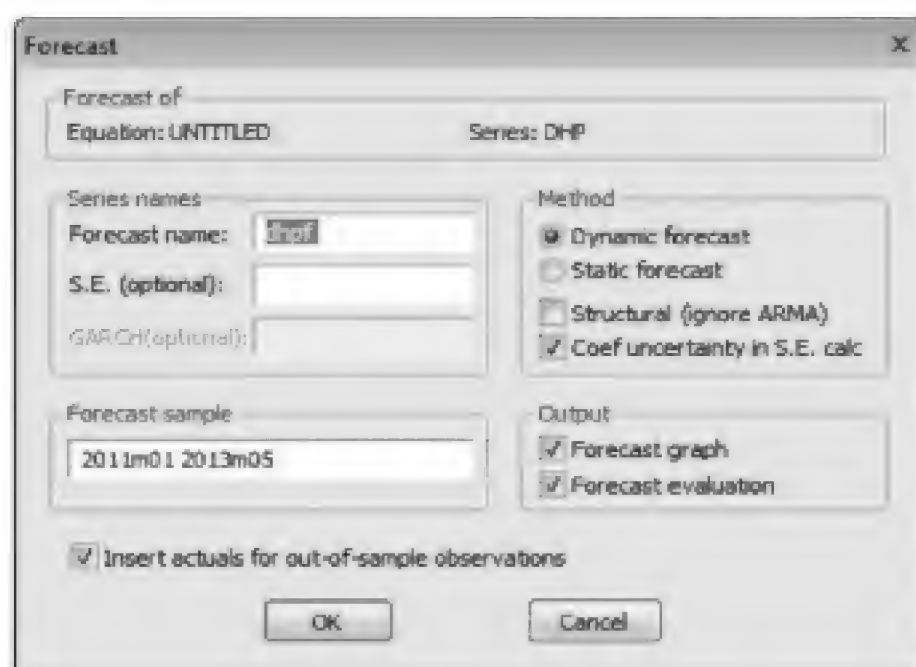 Forecast
x
Forecast of
Equation: UNTITLED
Series: DHP
Series names
Forecast name:
dhpf
S.E. (optional):
GARCH(optional):
Method
Dynamic forecast
Static forecast
Structural (ignore ARMA)
Coef uncertainty in S.E. calc
Forecast sample
2011m01 2013m05
Output
Forecast graph
Forecast evaluation
Insert actuals for out-of-sample observations
OK
Cancel